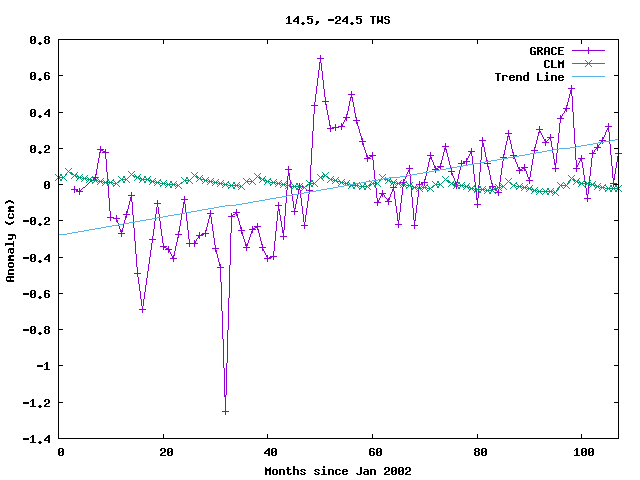 14.5, -24.5 TWS
GRACE
CLM
Trend Line
0.8
0.6
0.4
0.2
0
-0.2
-0.4
-0.6
-0.8
-1
-1.2
-1.4
Anomaly (cm)
0 20 40 60 80 100
Months since Jan 2002